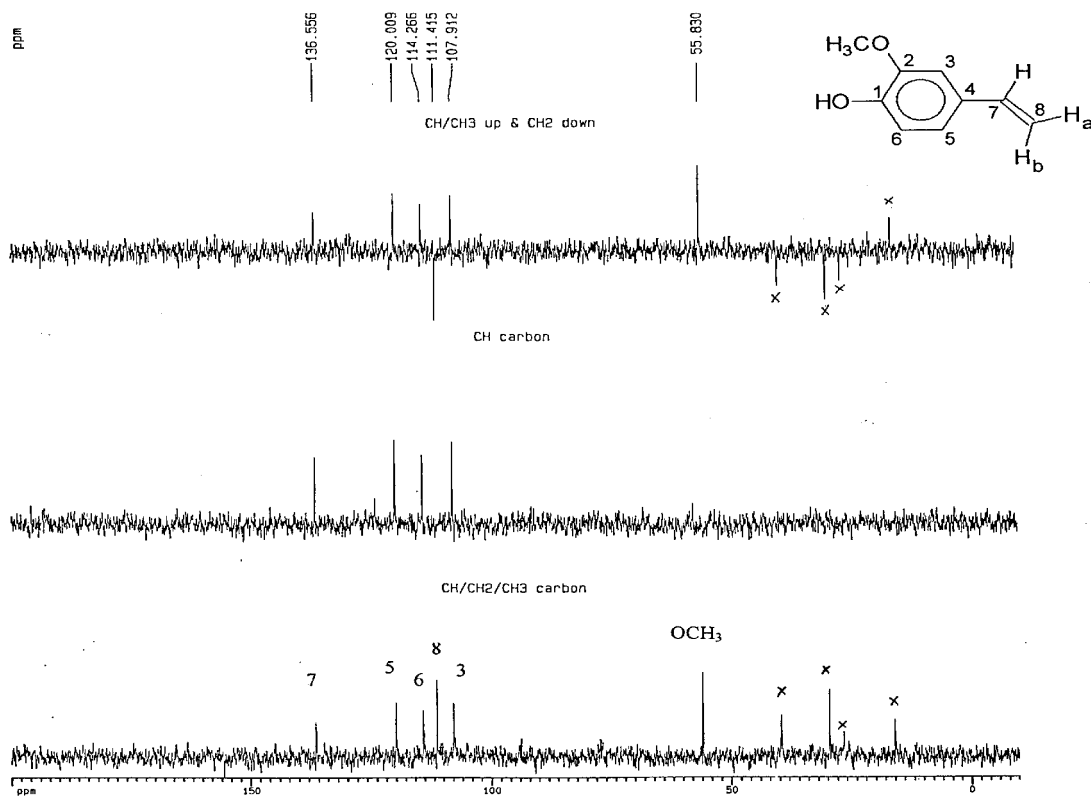 ppm
136.556
120.009
114.266
111.415
107.912
55.830
CH/CH3 up & CH2 down
H₃C O
2
3
1
4
HO
6
5
7
H
8
Hₐ
H_b
x
x
x
x
CH carbon
CH/CH2/CH3 carbon
OCH₃
7
5
6
8
3
x
x
x
x
ppm
150
100
50
0